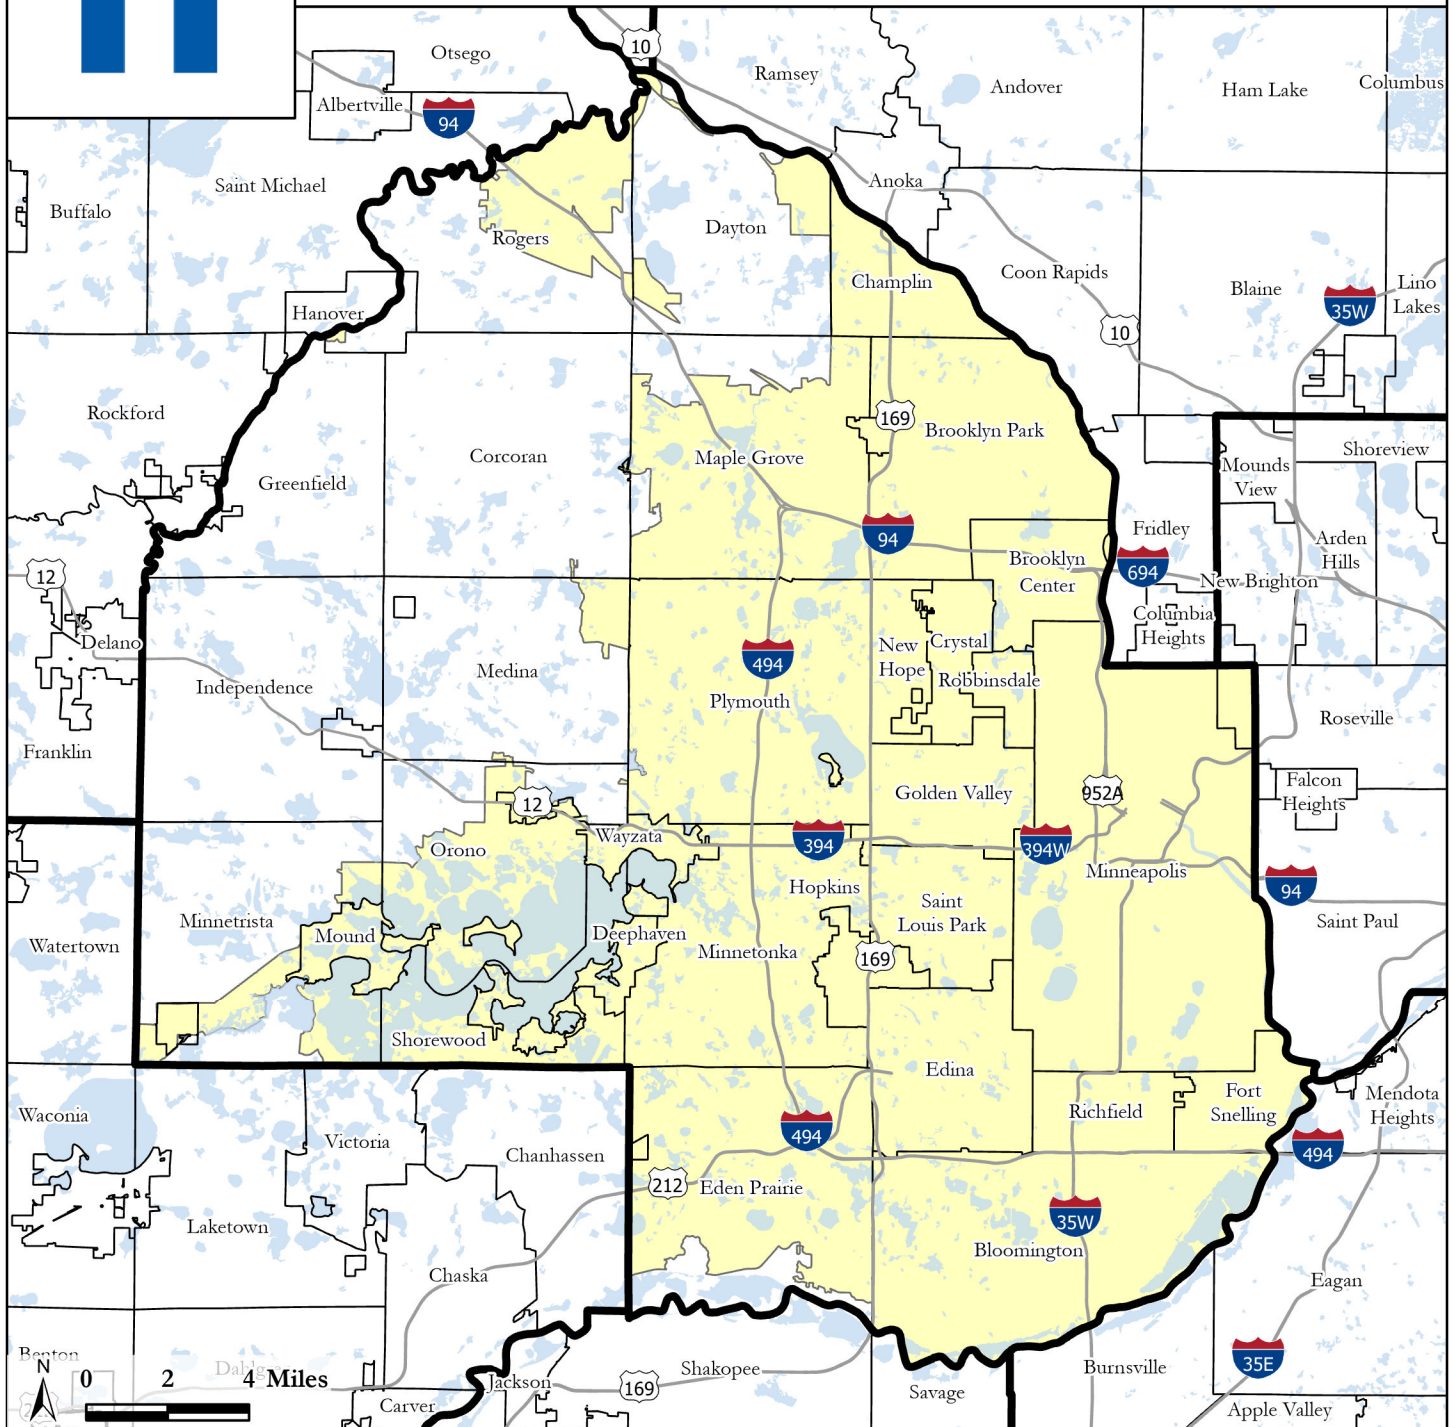 10
Otsego
Ramsey
Andover
Ham Lake
Columbus
Albertville
94
Saint Michael
Anoka
Buffalo
Dayton
Rogers
Coon Rapids
Champlin
Blaine
Lino
Lakes
35W
Hanover
10
Rockford
169
Brooklyn Park
Maple Grove
Corcoran
Shoreview
Mounds
View
Greenfield
94
Fridley
Arden
Hills
Brooklyn
Center
694
New Brighton
12
Columbia
Heights
Delano
New
Hope
Crystal
494
Medina
Robbinsdale
Independence
Plymouth
Roseville
Franklin
Falcon
Heights
Golden Valley
952A
12
Wayzata
394
394W
Orono
Minneapolis
Hopkins
94
Saint
Louis Park
Minnetrista
Saint Paul
Mound
Deephaven
Watertown
Minnetonka
169
Shorewood
Edina
Fort
Snelling
Richfield
Mendota
Heights
Waconia
Victoria
494
494
Chanhassen
212
Eden Prairie
35W
Laketown
Bloomington
Chaska
Eagan
Benton
Dahlgren
N
0 2 4 Miles
Jackson
169
Shakopee
35E
Burnsville
Savage
Carver
Apple Valley